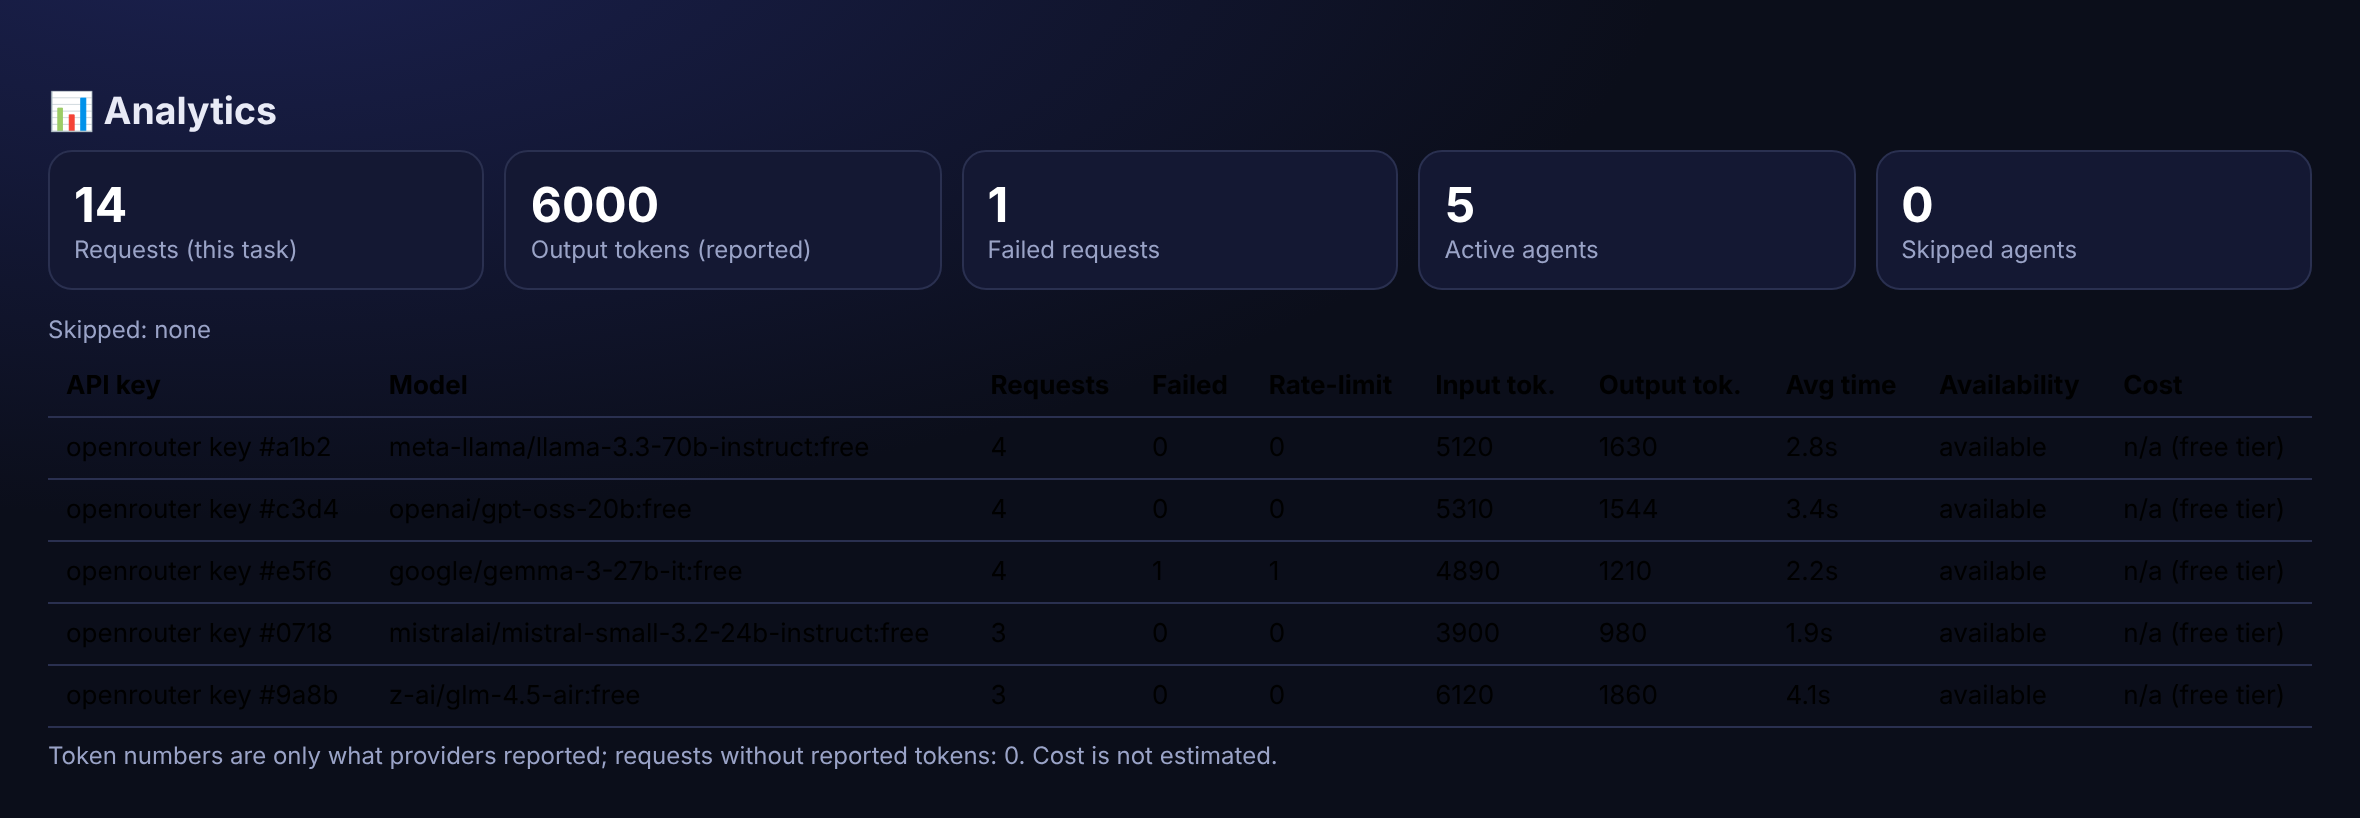 📊 Analytics
14
Requests (this task)
6000
Output tokens (reported)
1
Failed requests
5
Active agents
0
Skipped agents
Skipped: none
API key Model Requests Failed Rate-limit Input tok. Output tok. Avg time Availability Cost
openrouter key #a1b2 meta-llama/llama-3.3-70b-instruct:free 4 0 0 5120 1630 2.8s available n/a (free tier)
openrouter key #c3d4 openai/gpt-oss-20b:free 4 0 0 5310 1544 3.4s available n/a (free tier)
openrouter key #e5f6 google/gemma-3-27b-it:free 4 1 1 4890 1210 2.2s available n/a (free tier)
openrouter key #0718 mistralai/mistral-small-3.2-24b-instruct:free 3 0 0 3900 980 1.9s available n/a (free tier)
openrouter key #9a8b z-ai/glm-4.5-air:free 3 0 0 6120 1860 4.1s available n/a (free tier)
Token numbers are only what providers reported; requests without reported tokens: 0. Cost is not estimated.